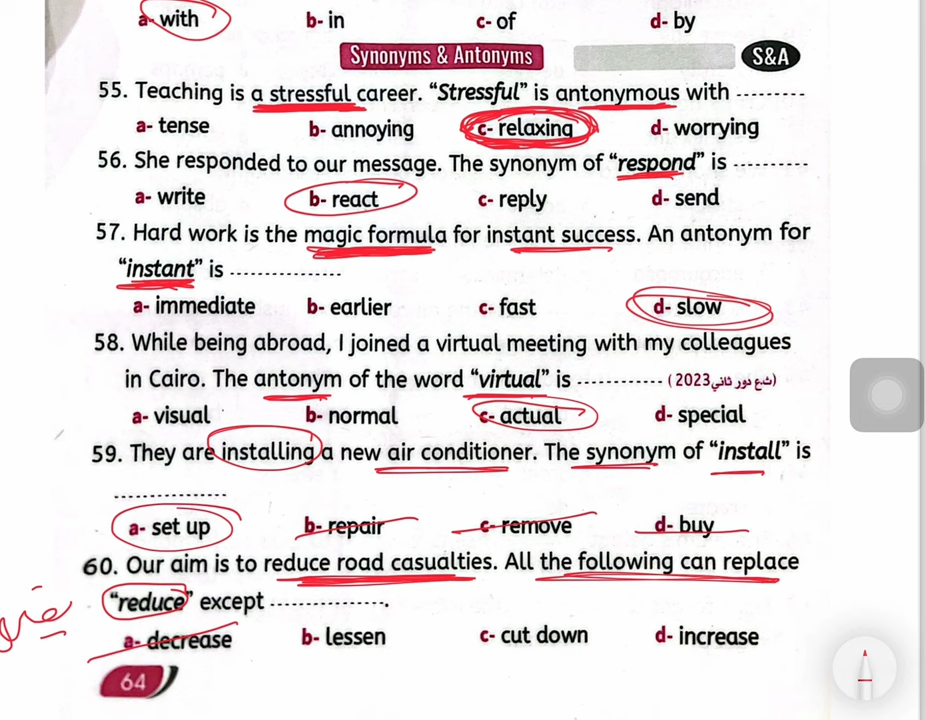 a- with b- in c- of d- by
Synonyms & Antonyms S&A
55. Teaching is a stressful career. "Stressful" is antonymous with ---------
a- tense b- annoying c- relaxing d- worrying
56. She responded to our message. The synonym of "respond" is ----------
a- write b- react c- reply d- send
57. Hard work is the magic formula for instant success. An antonym for
"instant" is ---------------
a- immediate b- earlier c- fast d- slow
58. While being abroad, I joined a virtual meeting with my colleagues
in Cairo. The antonym of the word "virtual" is ----------- (ث.ع دور ثاني 2023)
a- visual b- normal c- actual d- special
59. They are installing a new air conditioner. The synonym of "install" is
---------------
a- set up b- repair c- remove d- buy
60. Our aim is to reduce road casualties. All the following can replace
"reduce" except ---------------.
a- decrease b- lessen c- cut down d- increase
64